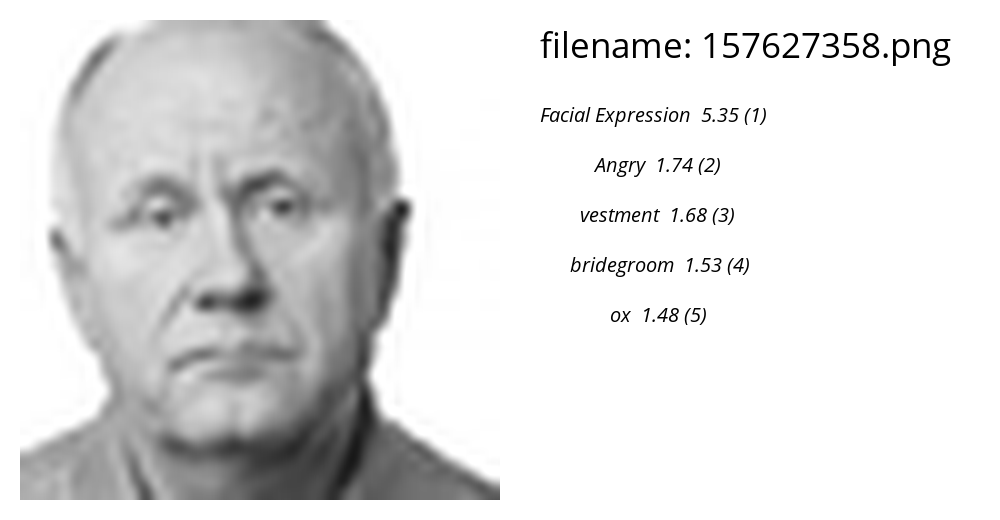 filename: 157627358.png
Facial Expression 5.35 (1)
Angry 1.74 (2)
vestment 1.68 (3)
bridegroom 1.53 (4)
ox 1.48 (5)